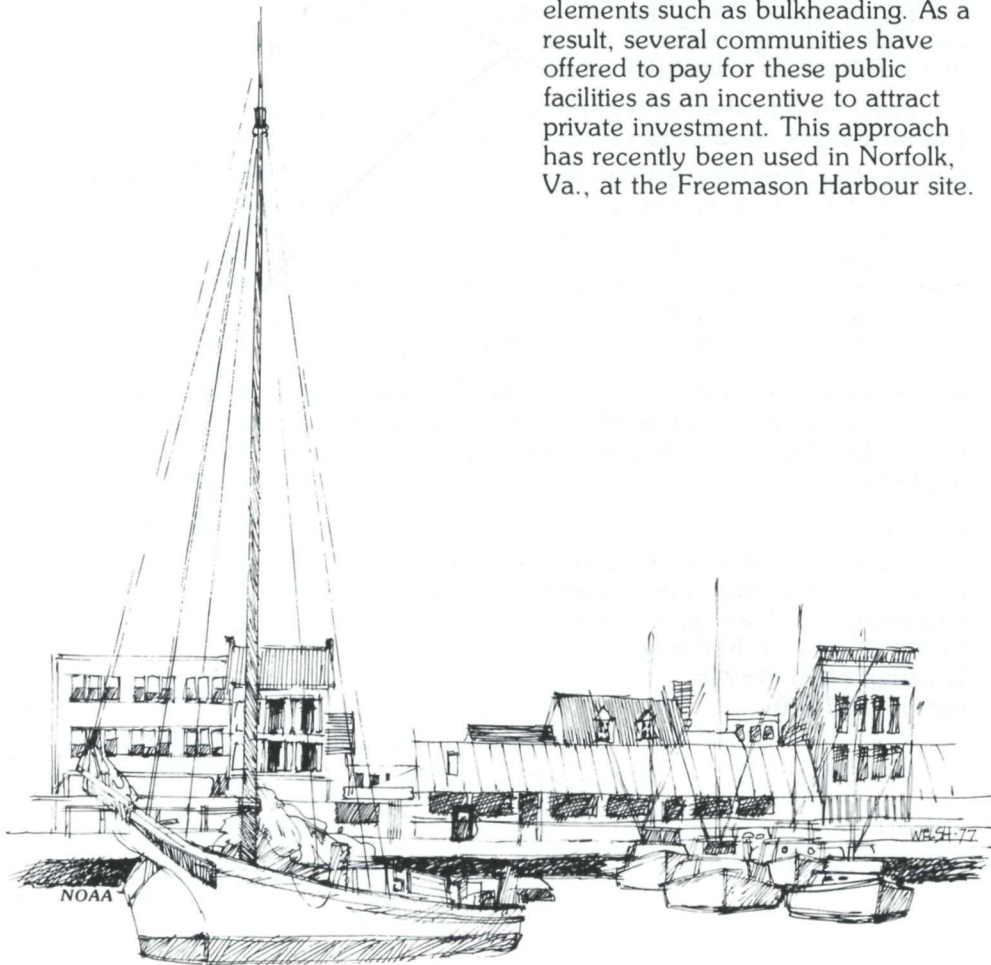 elements such as bulkheading. As a
result, several communities have
offered to pay for these public
facilities as an incentive to attract
private investment. This approach
has recently been used in Norfolk,
Va., at the Freemason Harbour site.
WELSH·77
NOAA